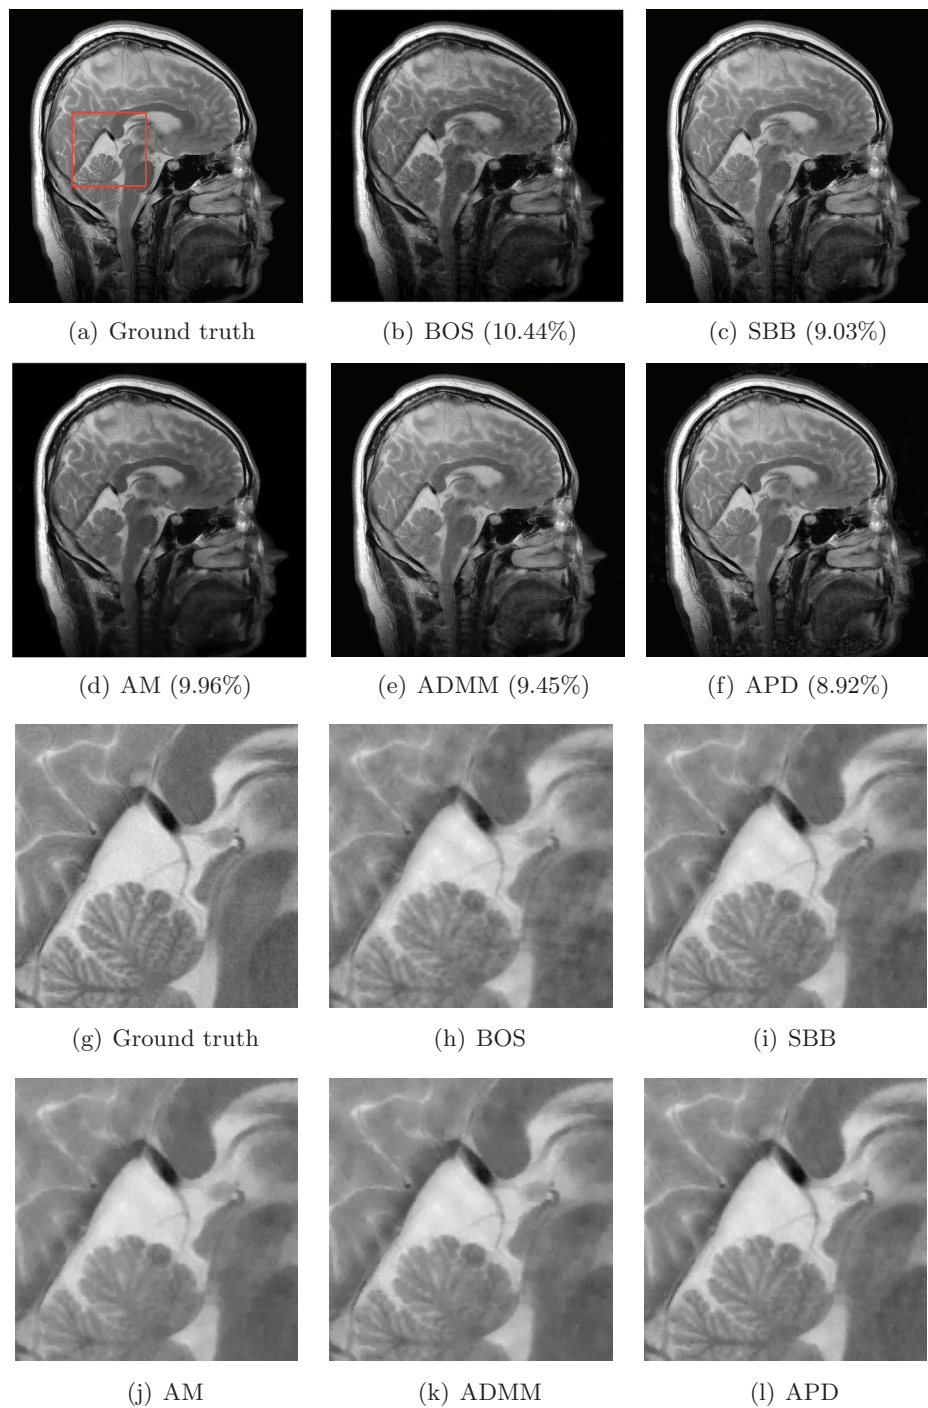 (a) Ground truth
(b) BOS (10.44%)
(c) SBB (9.03%)
(d) AM (9.96%)
(e) ADMM (9.45%)
(f) APD (8.92%)
(g) Ground truth
(h) BOS
(i) SBB
(j) AM
(k) ADMM
(l) APD